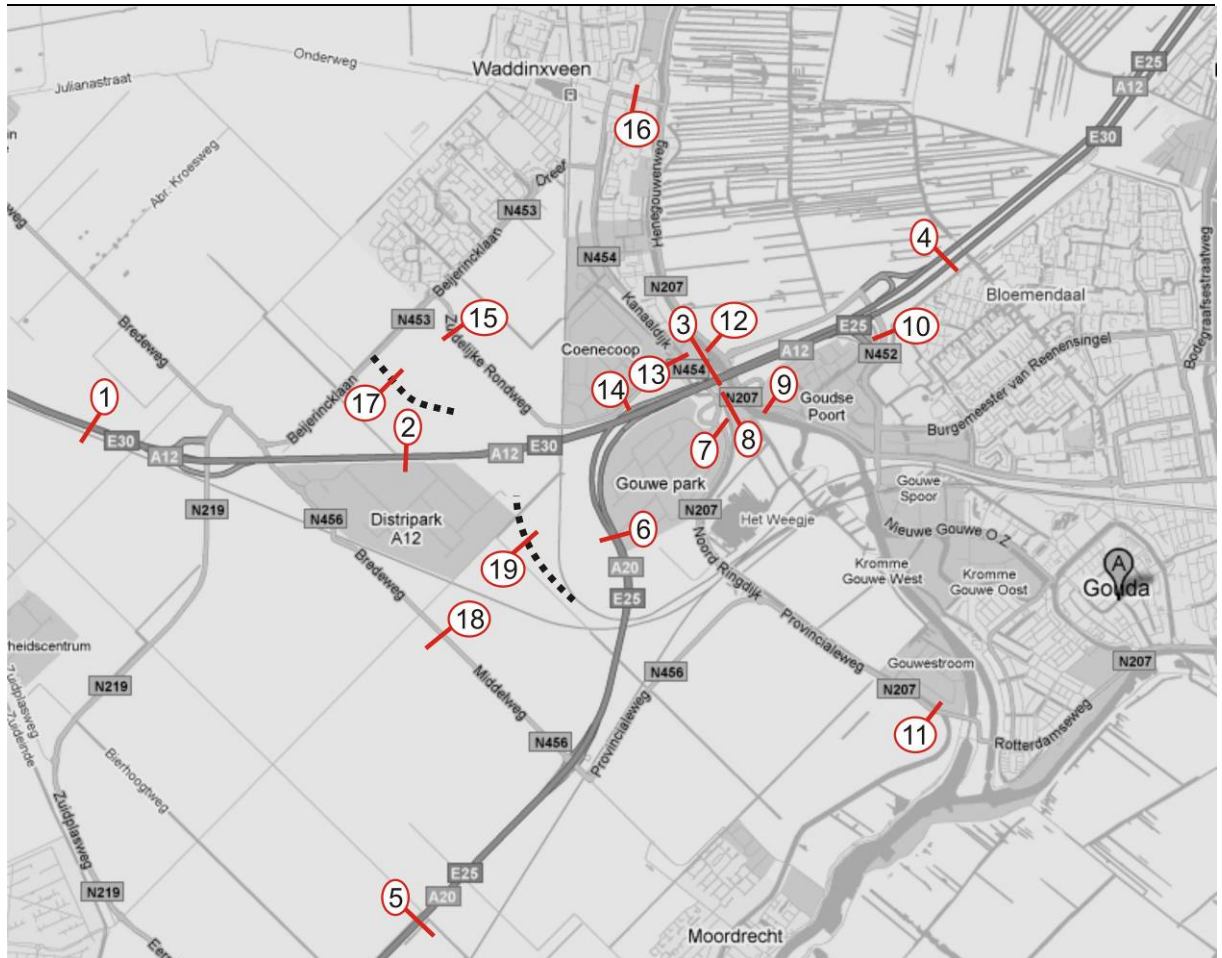 Onderweg
Julianastraat
Waddinxveen
E25
A12
E30
16
Abr. Kroesweg
Henegouwerweg
Dreef
N453
N454
4
Beijerincklaan
N207
Bloemendaal
Kanaaldijk
Bredeweg
N453
15
3
12
E25
10
Zuidelijke Rondweg
Coenecoop
A12
N452
Burgemeester van Reenensingel
Bodegraafsestraatweg
17
13
N454
14
9
N207
Goudse
Poort
1
Beijerincklaan
2
7
8
E30
A12
A12
E30
Gouwe park
Gouwe
Spoor
N219
N456
Distripark
A12
N207
Het Weegje
Nieuwe Gouwe O.Z.
6
19
A20
E25
Bredeweg
Noord Ringdijk
Kromme
Gouwe West
Kromme
Gouwe Oost
A
Gouda
18
heidscentrum
Provincialeweg
Gouwestroom
N207
N219
Middelweg
N456
N207
Zuidplasweg
Zuideinde
11
Rotterdamseweg
N456
Provincialeweg
Bierhoogtweg
Zuidplasweg
E25
N219
5
A20
Moordrecht